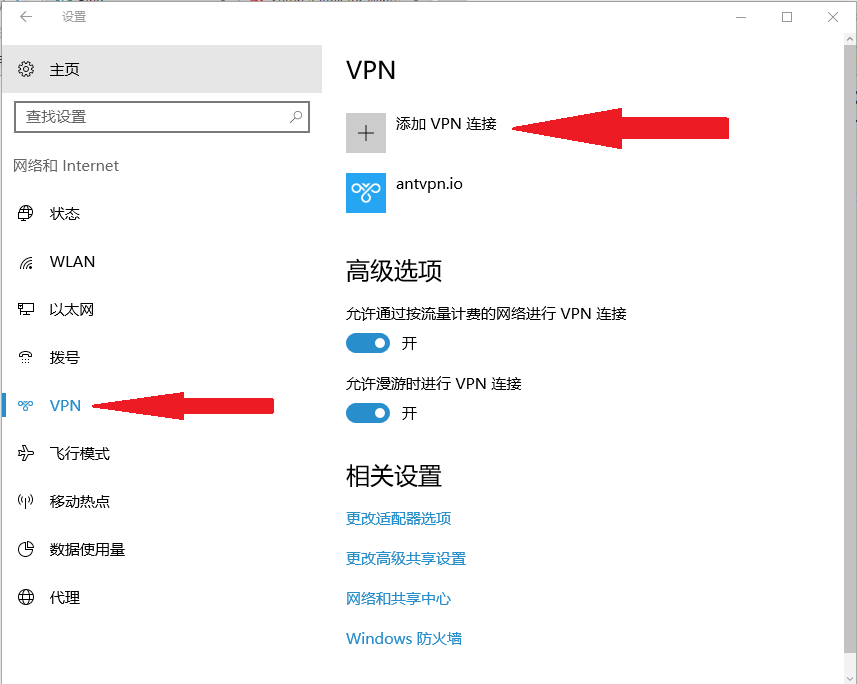 设置
主页
查找设置
网络和 Internet
状态
WLAN
以太网
拨号
VPN
飞行模式
移动热点
数据使用量
代理
VPN
添加 VPN 连接
antvpn.io
高级选项
允许通过按流量计费的网络进行 VPN 连接
开
允许漫游时进行 VPN 连接
开
相关设置
更改适配器选项
更改高级共享设置
网络和共享中心
Windows 防火墙